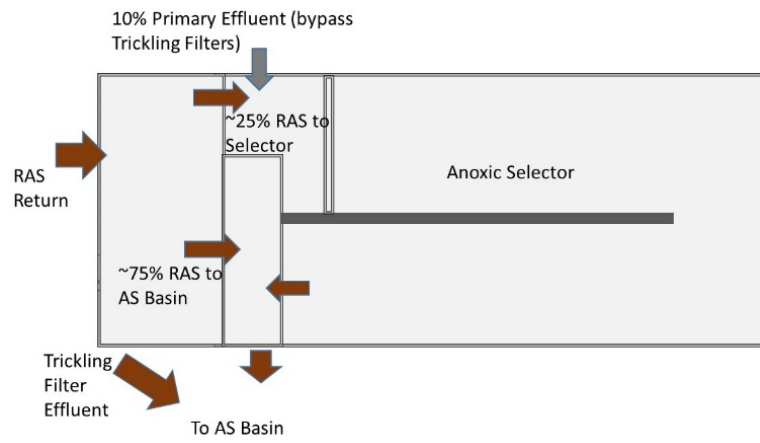 10% Primary Effluent (bypass
Trickling Filters)
~25% RAS to
Selector
RAS
Return
Anoxic Selector
~75% RAS to
AS Basin
Trickling
Filter
Effluent
To AS Basin